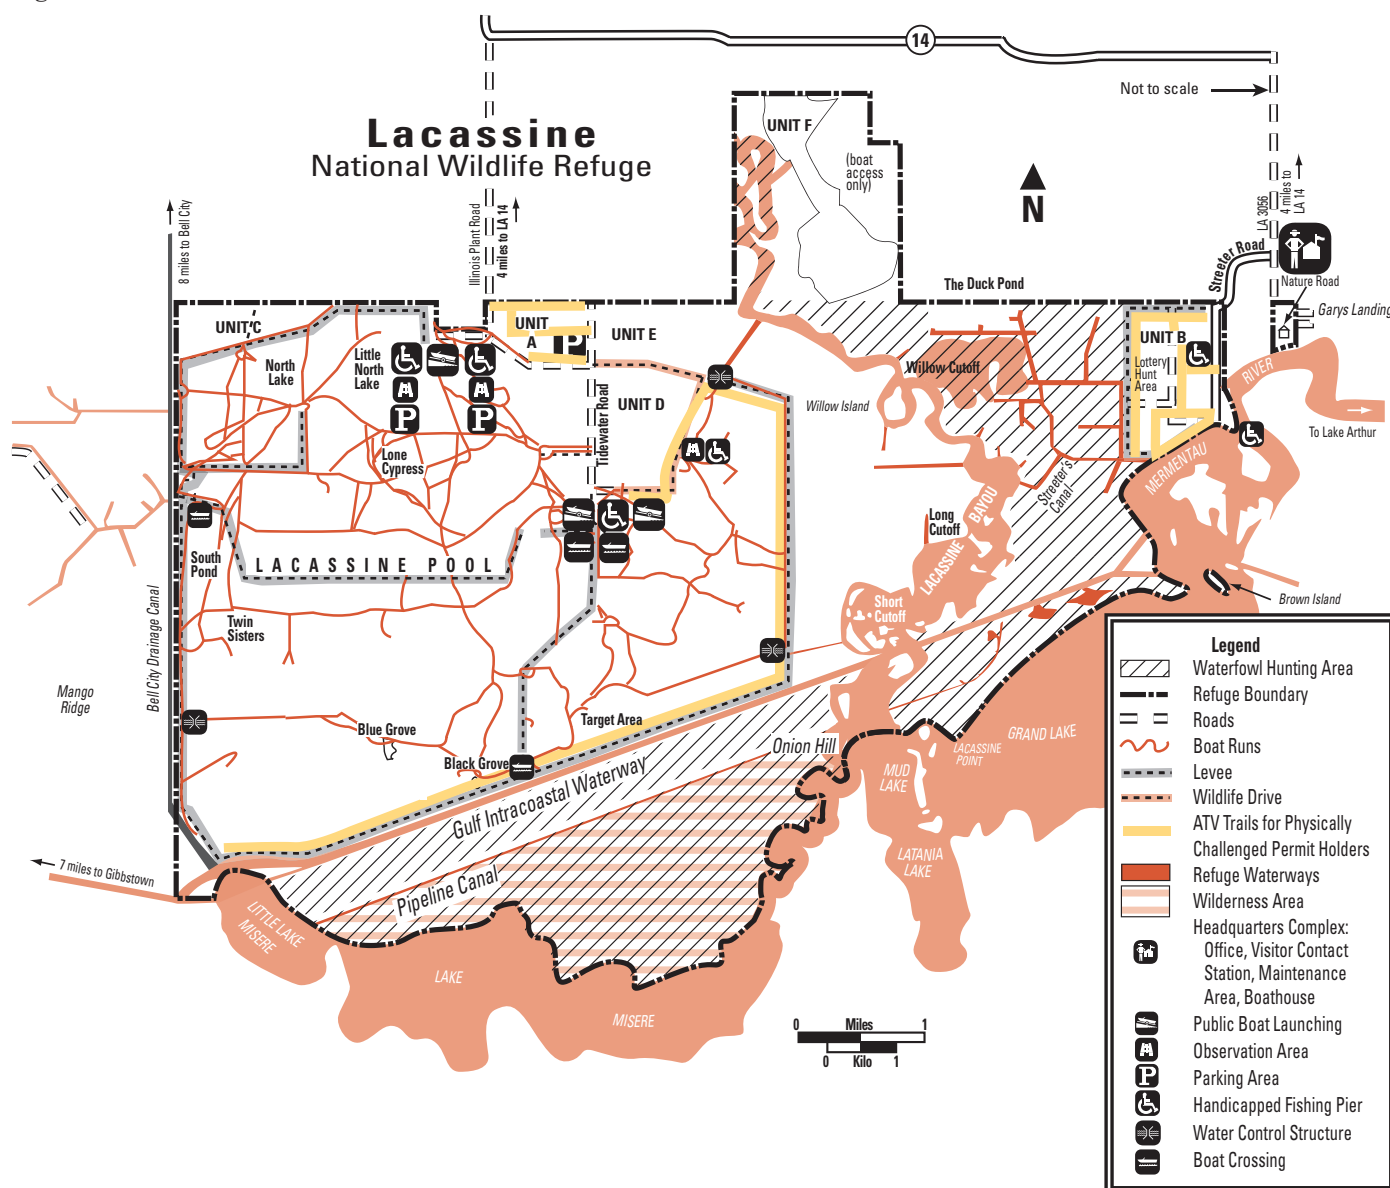 14
Not to scale
Lacassine
National Wildlife Refuge
UNIT F
(boat
access
only)
N
8 miles to Bell City
Illinois Plant Road
4 miles to LA 14
LA 3056
4 miles to
LA 14
Streeter Road
Nature Road
Garys Landing
The Duck Pond
UNIT C
UNIT
A
P
UNIT E
UNIT B
Lottery
Hunt
Area
North
Lake
Little
North
Lake
P
P
UNIT D
Tidewater Road
Willow Cutoff
Willow Island
RIVER
To Lake Arthur
MERMENTAU
Lone
Cypress
Streeter's
Canal
Long
Cutoff
LACASSINE BAYOU
South
Pond
LACASSINE POOL
Brown Island
Short
Cutoff
Twin
Sisters
Bell City Drainage Canal
Mango
Ridge
Blue Grove
Target Area
Black Grove
Onion Hill
GRAND LAKE
LACASSINE
POINT
MUD
LAKE
Gulf Intracoastal Waterway
LATANIA
LAKE
7 miles to Gibbstown
Pipeline Canal
LITTLE LAKE
MISERE
LAKE
MISERE
0 Miles 1
0 Kilo 1
Legend
Waterfowl Hunting Area
Refuge Boundary
Roads
Boat Runs
Levee
Wildlife Drive
ATV Trails for Physically
Challenged Permit Holders
Refuge Waterways
Wilderness Area
Headquarters Complex:
Office, Visitor Contact
Station, Maintenance
Area, Boathouse
Public Boat Launching
Observation Area
P Parking Area
Handicapped Fishing Pier
Water Control Structure
Boat Crossing